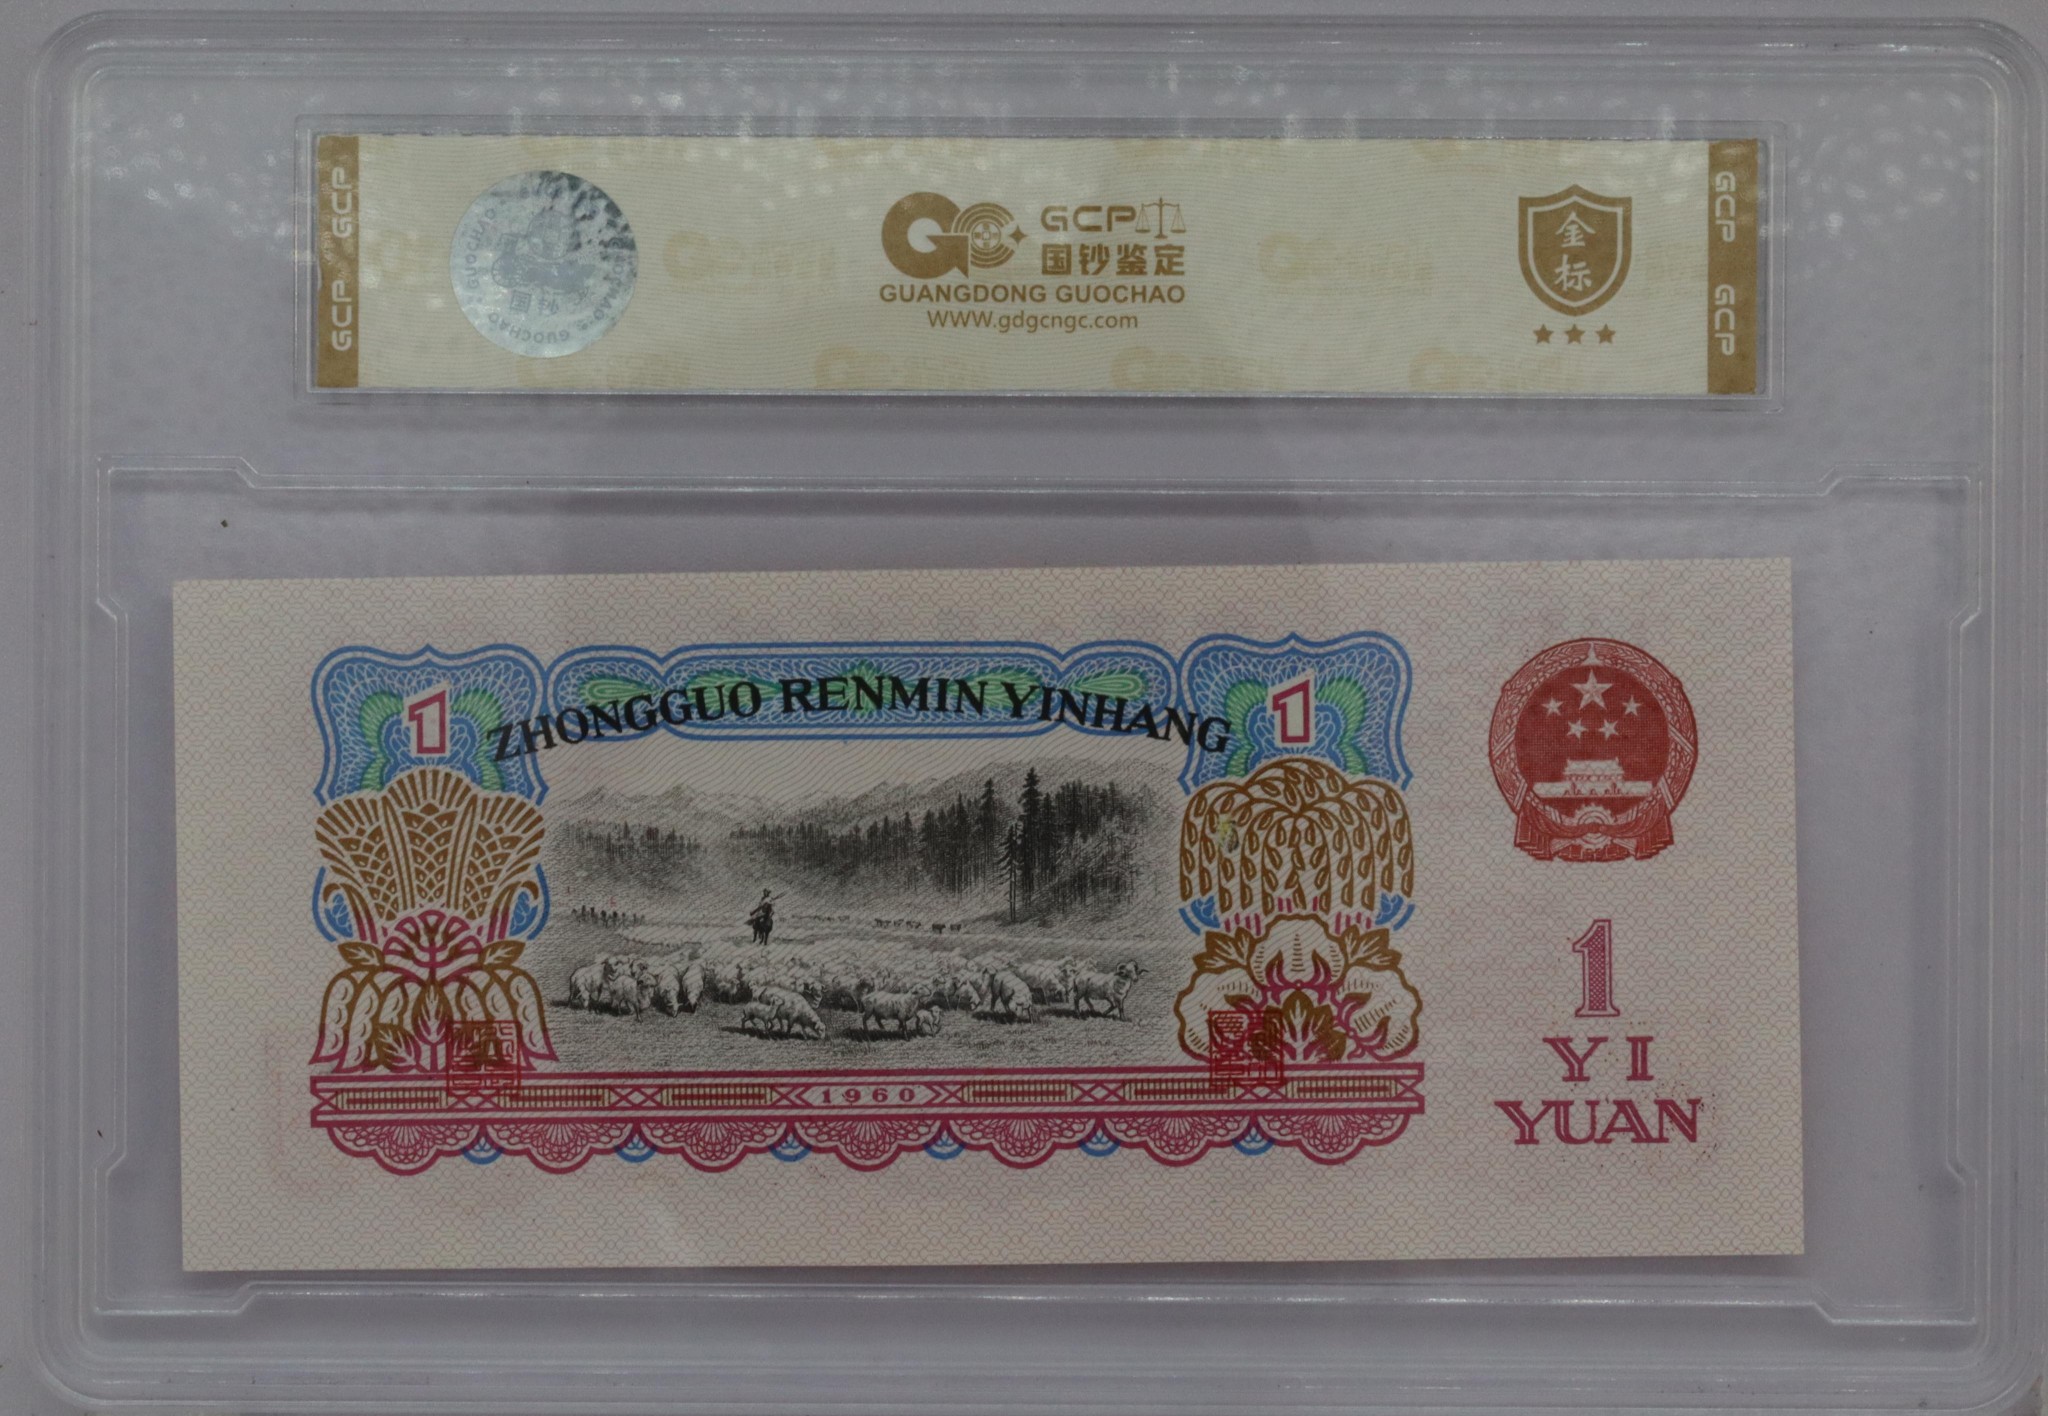 GCP GCP
GCP
国钞鉴定
GUANGDONG GUOCHAO
www.gdgcngc.com
金
标
GCP GCP
1
ZHONGGUO RENMIN YINHANG
1
1960
1
YI
YUAN